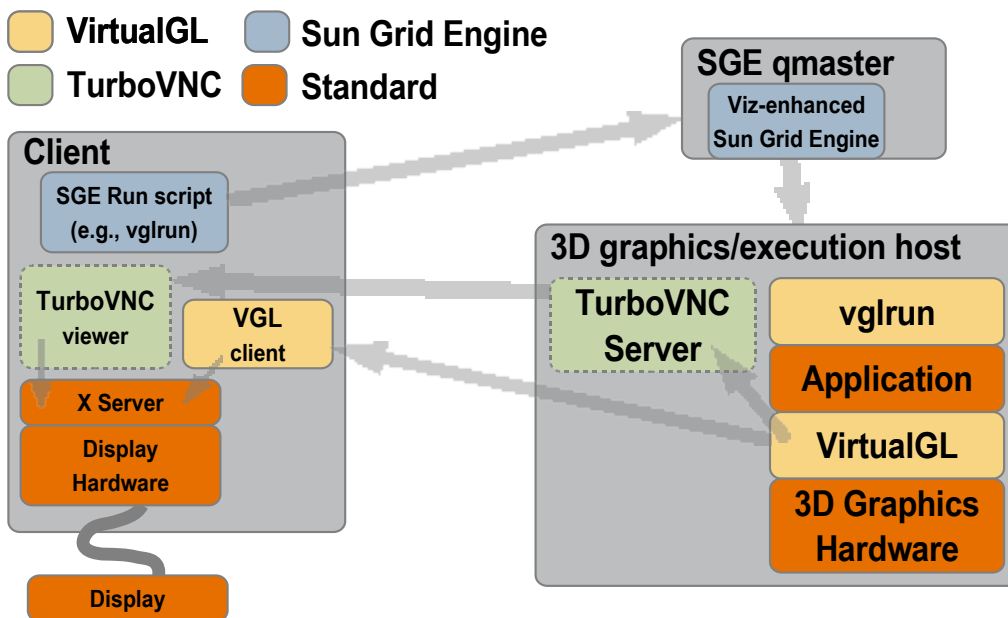 VirtualGL
Sun Grid Engine
TurboVNC
Standard
SGE qmaster
Viz-enhanced
Sun Grid Engine
Client
SGE Run script
(e.g., vglrun)
TurboVNC
viewer
VGL
client
X Server
Display
Hardware
Display
3D graphics/execution host
TurboVNC
Server
vglrun
Application
VirtualGL
3D Graphics
Hardware